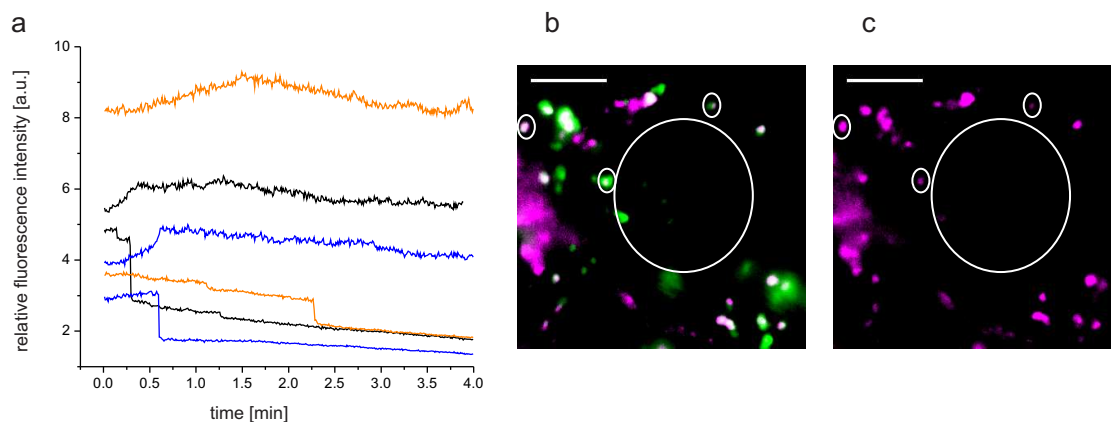 a
b
c
relative fluorescence intensity [a.u.]
10
8
6
4
2
0.0 0.5 1.0 1.5 2.0 2.5 3.0 3.5 4.0
time [min]